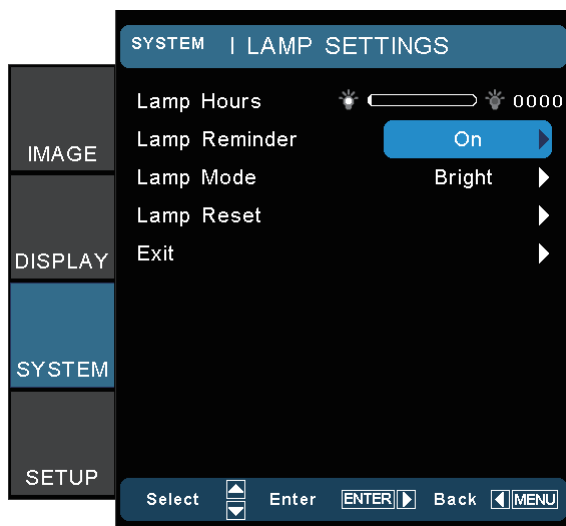 SYSTEM I LAMP SETTINGS
Lamp Hours 0000
Lamp Reminder On
Lamp Mode Bright
Lamp Reset
Exit
IMAGE
DISPLAY
SYSTEM
SETUP
Select Enter ENTER Back MENU